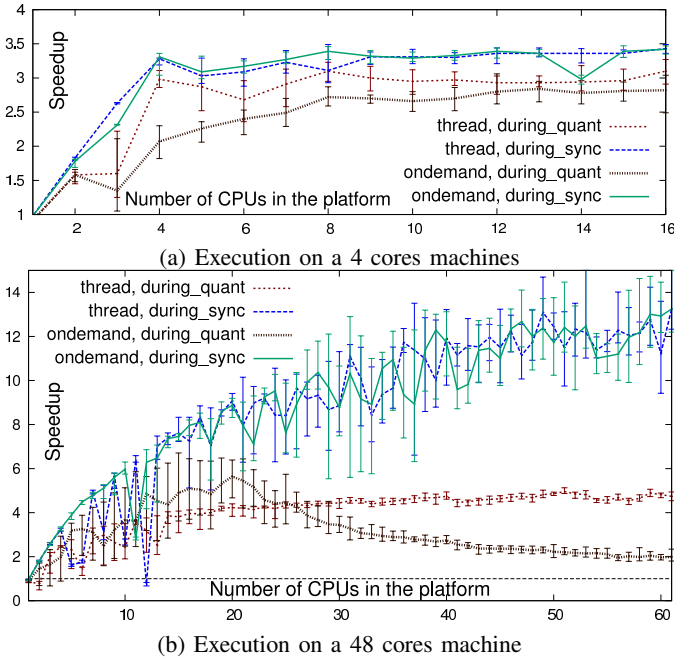 4
3.5
3
2.5
2
1.5
1
Speedup
thread, during_quant
thread, during_sync
ondemand, during_quant
ondemand, during_sync
Number of CPUs in the platform
2 4 6 8 10 12 14 16
(a) Execution on a 4 cores machines
14
12
10
8
6
4
2
0
Speedup
thread, during_quant
thread, during_sync
ondemand, during_quant
ondemand, during_sync
Number of CPUs in the platform
10 20 30 40 50 60
(b) Execution on a 48 cores machine